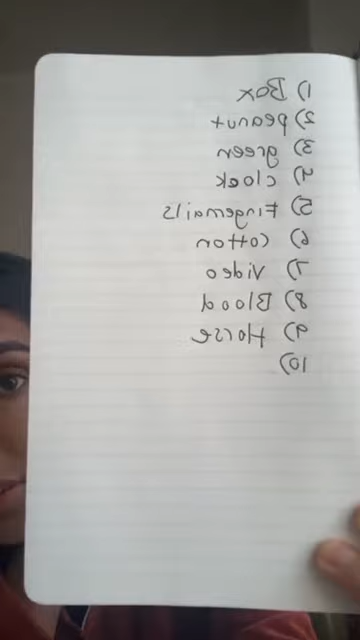 1) Box
2) peanut
3) green
4) clock
5) Fingernails
6) cotton
7) Video
8) Blood
9) Horse
10)